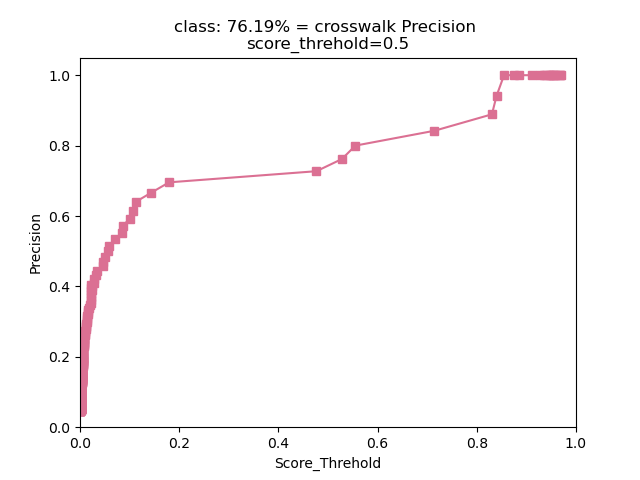 class: 76.19% = crosswalk Precision
score_threhold=0.5
1.0
0.8
0.6
0.4
0.2
0.0
Precision
0.0 0.2 0.4 0.6 0.8 1.0
Score_Threhold